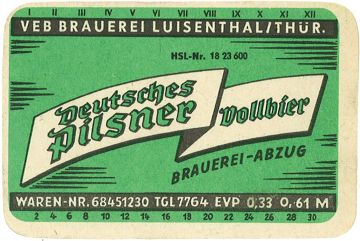 I II III IV V VI VII VIII IX X XI XII
VEB BRAUEREI LUISENTHAL/THÜR.
HSL-Nr. 18 23 600
Deutsches
Pilsner Vollbier
BRAUEREI-ABZUG
WAREN-NR. 68451230 TGL 7764 EVP 0,33 0,61 M
2 4 6 8 10 12 14 16 18 20 22 24 26 28 30